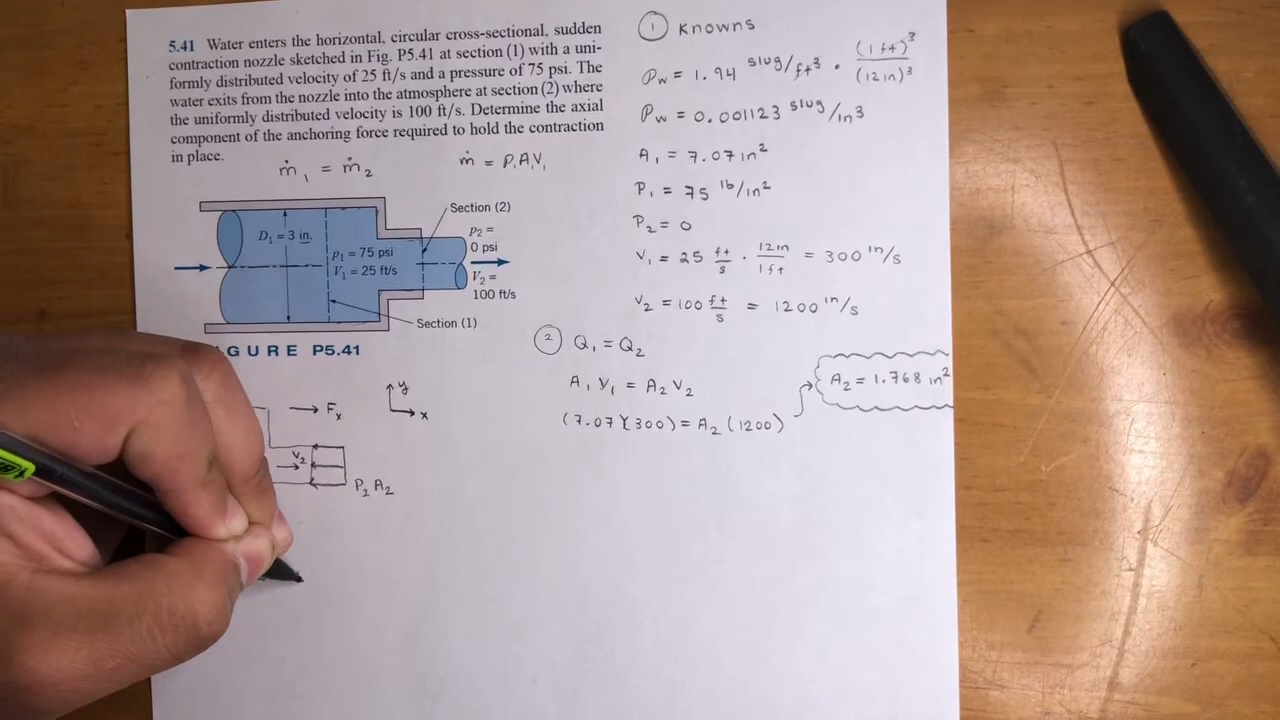 5.41 Water enters the horizontal, circular cross-sectional, sudden
contraction nozzle sketched in Fig. P5.41 at section (1) with a uni-
formly distributed velocity of 25 ft/s and a pressure of 75 psi. The
water exits from the nozzle into the atmosphere at section (2) where
the uniformly distributed velocity is 100 ft/s. Determine the axial
component of the anchoring force required to hold the contraction
in place.
ṁ₁ = ṁ₂
ṁ = ρ₁A₁V₁
Section (2)
D₁ = 3 in.
p₁ = 75 psi
V₁ = 25 ft/s
p₂ =
0 psi
V₂ =
100 ft/s
Section (1)
GURE P5.41
Fₓ
y
x
V₂
P₂ A₂
① Knowns
ρw = 1.94 slug/ft³ · (1 ft)³/(12in)³
ρw = 0.001123 slug/in³
A₁ = 7.07 in²
P₁ = 75 lb/in²
P₂ = 0
V₁ = 25 ft/s · 12in/1ft = 300 in/s
V₂ = 100 ft/s = 1200 in/s
② Q₁ = Q₂
A₁ V₁ = A₂ V₂
(7.07)(300) = A₂ (1200)
A₂ = 1.768 in²